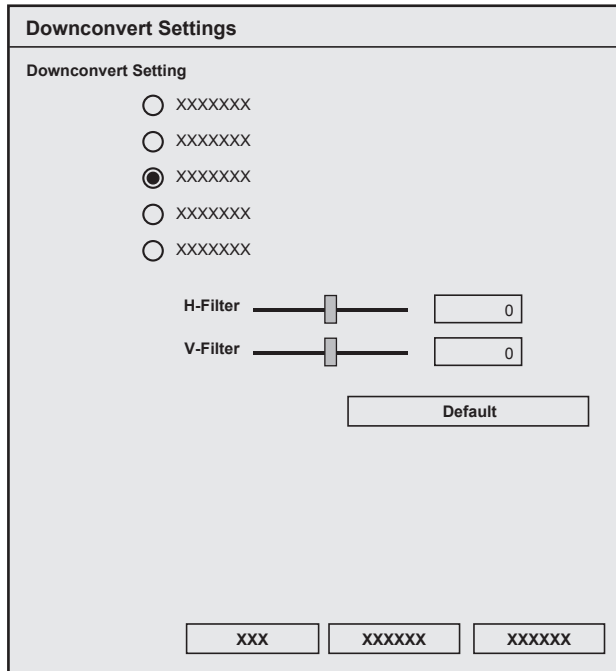 Downconvert Settings
Downconvert Setting
XXXXXXX
XXXXXXX
XXXXXXX
XXXXXXX
XXXXXXX
H-Filter 0
V-Filter 0
Default
XXX XXXXXX XXXXXX